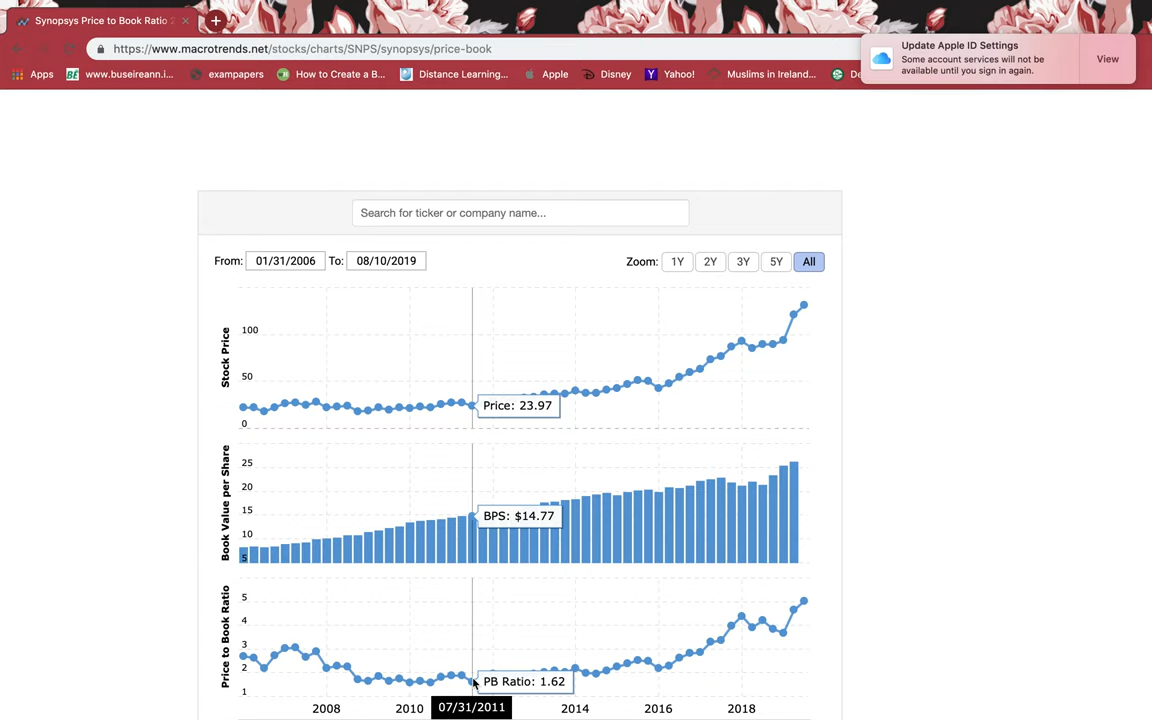 Synopsys Price to Book Ratio 2
https://www.macrotrends.net/stocks/charts/SNPS/synopsys/price-book
Update Apple ID Settings
Some account services will not be
available until you sign in again.
View
Apps
BÉ www.buseireann.i...
exampapers
How to Create a B...
Distance Learning...
Apple
Disney
Yahoo!
Muslims in Ireland...
De
Search for ticker or company name...
From: 01/31/2006 To: 08/10/2019
Zoom: 1Y 2Y 3Y 5Y All
Stock Price
100
50
0
Price: 23.97
Book Value per Share
25
20
15
10
5
BPS: $14.77
Price to Book Ratio
5
4
3
2
1
PB Ratio: 1.62
2008 2010 07/31/2011 2014 2016 2018